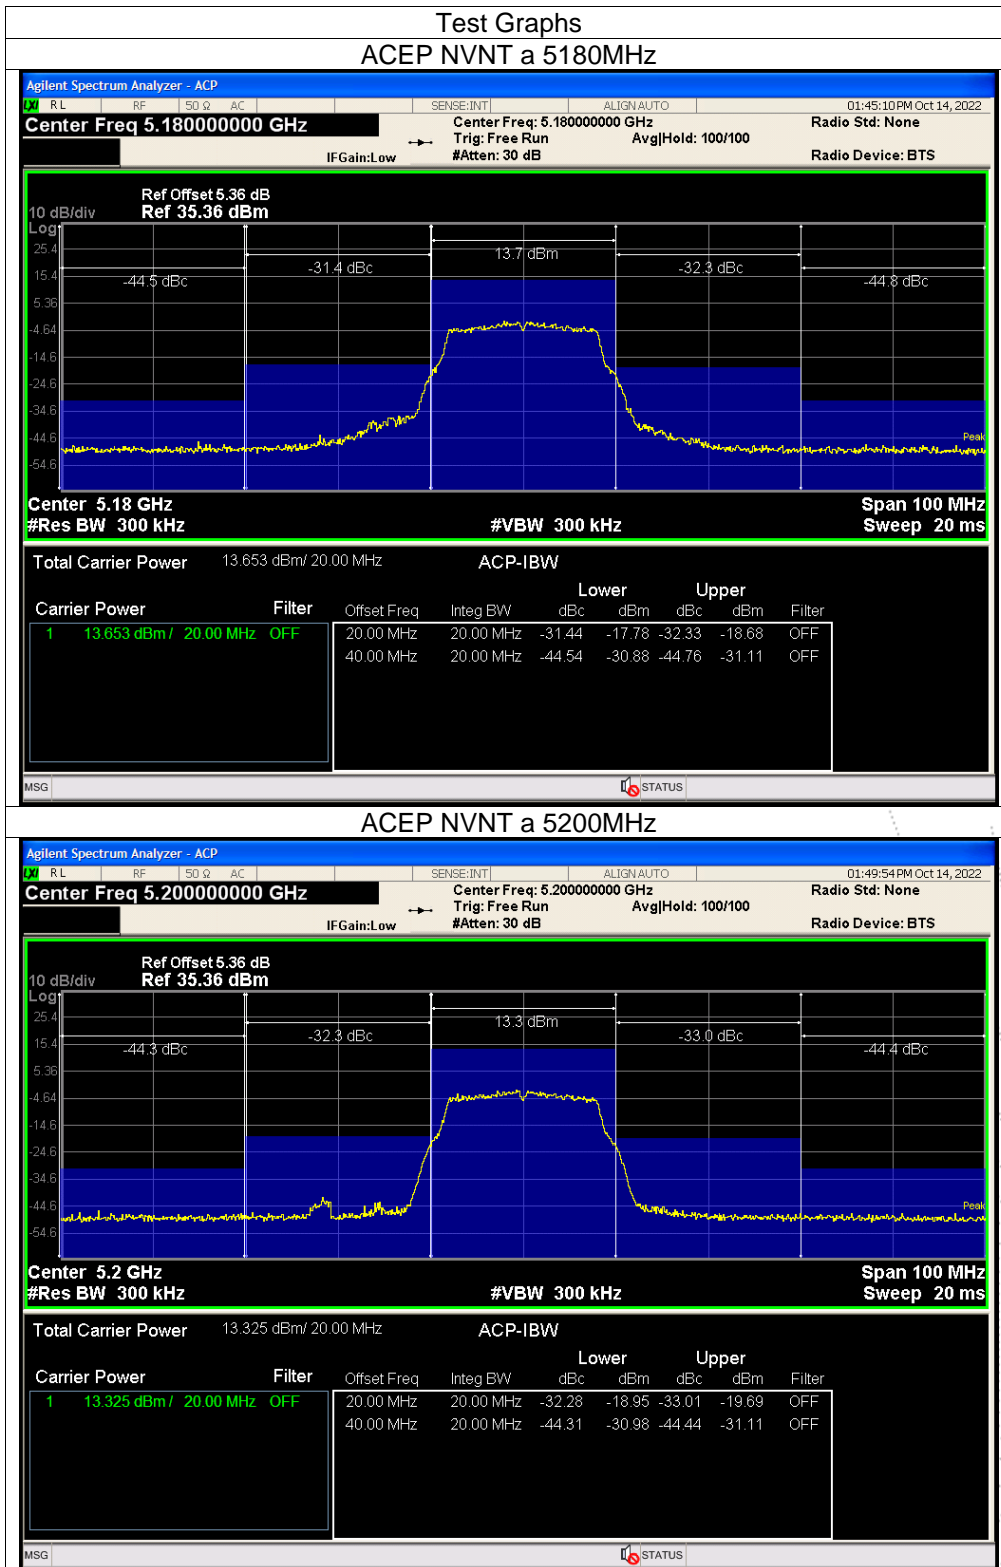 Test Graphs
ACEP NVNT a 5180MHz
Agilent Spectrum Analyzer - ACP
LXI RL RF 50 Ω AC SENSE:INT ALIGN AUTO 01:45:10 PM Oct 14, 2022
Center Freq 5.180000000 GHz Center Freq: 5.180000000 GHz Radio Std: None
Trig: Free Run Avg|Hold: 100/100
IFGain:Low #Atten: 30 dB Radio Device: BTS
Ref Offset 5.36 dB
10 dB/div Ref 35.36 dBm
Log
25.4
13.7 dBm
15.4
-44.5 dBc -31.4 dBc -32.3 dBc -44.8 dBc
5.36
-4.64
-14.6
-24.6
-34.6
-44.6 Peak
-54.6
Center 5.18 GHz Span 100 MHz
#Res BW 300 kHz #VBW 300 kHz Sweep 20 ms
Total Carrier Power 13.653 dBm/ 20.00 MHz ACP-IBW
Lower Upper
Carrier Power Filter Offset Freq Integ BW dBc dBm dBc dBm Filter
1 13.653 dBm / 20.00 MHz OFF 20.00 MHz 20.00 MHz -31.44 -17.78 -32.33 -18.68 OFF
40.00 MHz 20.00 MHz -44.54 -30.88 -44.76 -31.11 OFF
MSG STATUS
ACEP NVNT a 5200MHz
Agilent Spectrum Analyzer - ACP
LXI RL RF 50 Ω AC SENSE:INT ALIGN AUTO 01:49:54 PM Oct 14, 2022
Center Freq 5.200000000 GHz Center Freq: 5.200000000 GHz Radio Std: None
Trig: Free Run Avg|Hold: 100/100
IFGain:Low #Atten: 30 dB Radio Device: BTS
Ref Offset 5.36 dB
10 dB/div Ref 35.36 dBm
Log
25.4
13.3 dBm
15.4
-44.3 dBc -32.3 dBc -33.0 dBc -44.4 dBc
5.36
-4.64
-14.6
-24.6
-34.6
-44.6 Peak
-54.6
Center 5.2 GHz Span 100 MHz
#Res BW 300 kHz #VBW 300 kHz Sweep 20 ms
Total Carrier Power 13.325 dBm/ 20.00 MHz ACP-IBW
Lower Upper
Carrier Power Filter Offset Freq Integ BW dBc dBm dBc dBm Filter
1 13.325 dBm / 20.00 MHz OFF 20.00 MHz 20.00 MHz -32.28 -18.95 -33.01 -19.69 OFF
40.00 MHz 20.00 MHz -44.31 -30.98 -44.44 -31.11 OFF
MSG STATUS